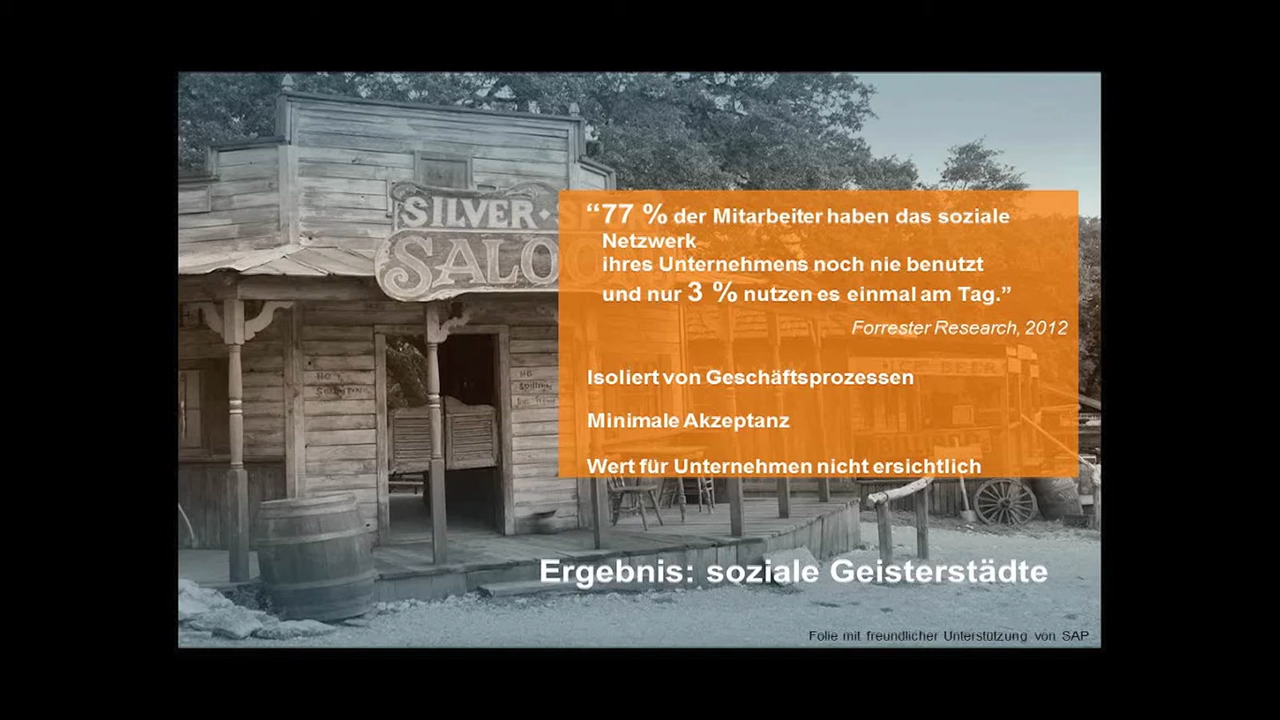 SILVER
SALOO
“77 % der Mitarbeiter haben das soziale
Netzwerk
ihres Unternehmens noch nie benutzt
und nur 3 % nutzen es einmal am Tag.”
Forrester Research, 2012
Isoliert von Geschäftsprozessen
Minimale Akzeptanz
Wert für Unternehmen nicht ersichtlich
Ergebnis: soziale Geisterstädte
Folie mit freundlicher Unterstützung von SAP